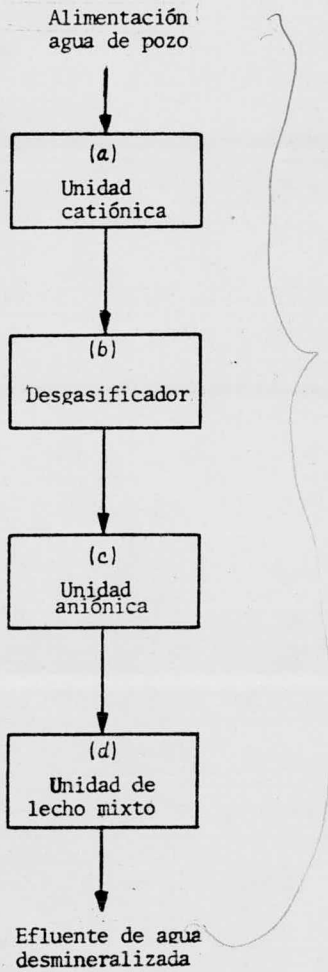 Alimentación
agua de pozo
(a)
Unidad
catiónica
(b)
Desgasificador
(c)
Unidad
aniónica
(d)
Unidad de
lecho mixto
Efluente de agua
desmineralizada